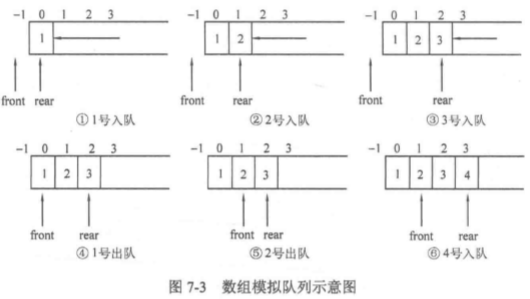 -1 0 1 2 3 -1 0 1 2 3 -1 0 1 2 3
1 1 2 1 2 3
front rear front rear front rear
① 1号入队 ② 2号入队 ③ 3号入队
-1 0 1 2 3 -1 0 1 2 3 -1 0 1 2 3
1 2 3 1 2 3 1 2 3 4
front rear front rear front rear
④ 1号出队 ⑤ 2号出队 ⑥ 4号入队
图 7-3 数组模拟队列示意图